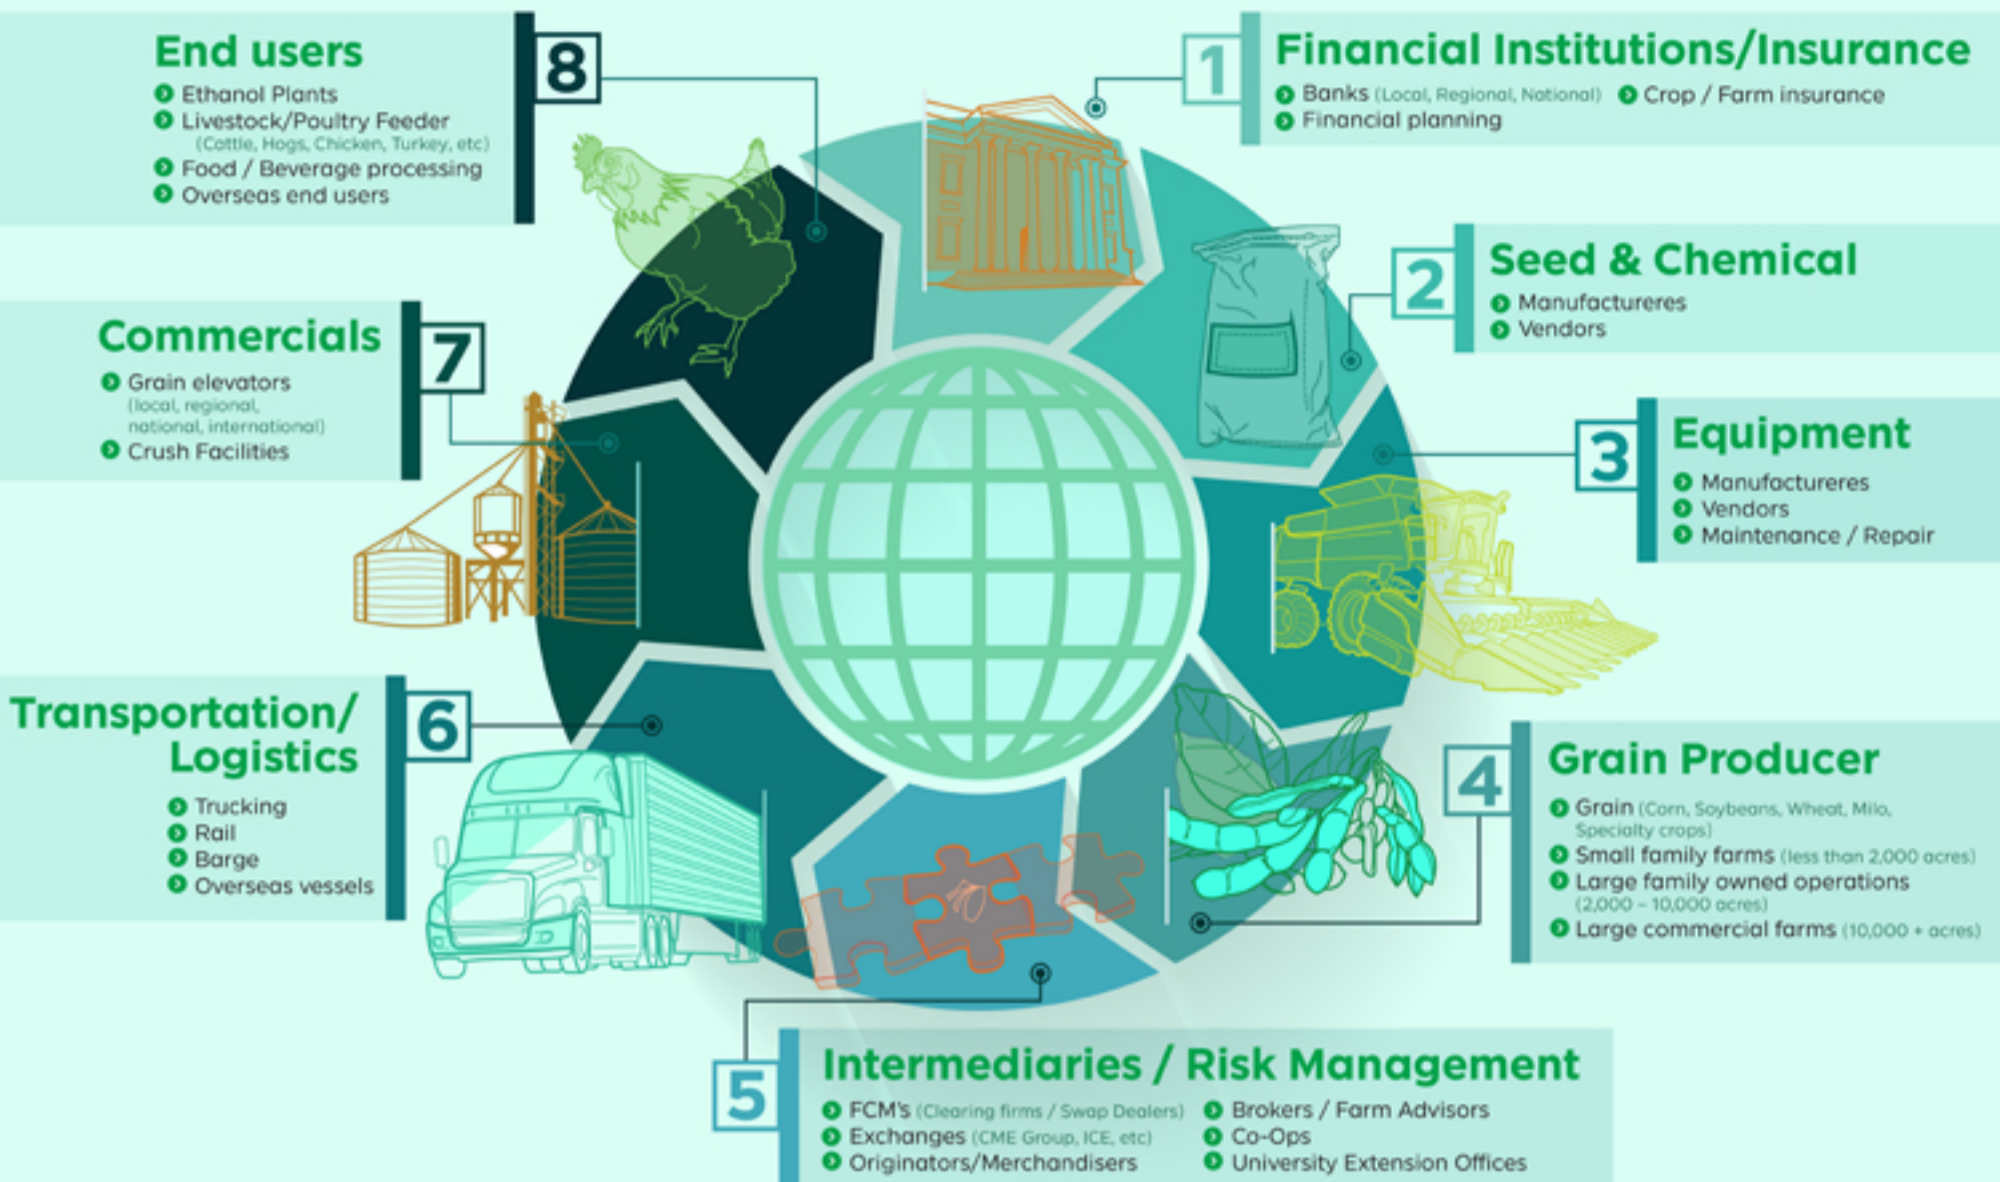 1
Financial Institutions/Insurance
Banks (Local, Regional, National)
Crop / Farm insurance
Financial planning
2
Seed & Chemical
Manufactureres
Vendors
3
Equipment
Manufactureres
Vendors
Maintenance / Repair
4
Grain Producer
Grain (Corn, Soybeans, Wheat, Milo,
Specialty crops)
Small family farms (less than 2,000 acres)
Large family owned operations
(2,000 – 10,000 acres)
Large commercial farms (10,000 + acres)
5
Intermediaries / Risk Management
FCM's (Clearing firms / Swap Dealers)
Exchanges (CME Group, ICE, etc)
Originators/Merchandisers
Brokers / Farm Advisors
Co-Ops
University Extension Offices
6
Transportation/
Logistics
Trucking
Rail
Barge
Overseas vessels
7
Commercials
Grain elevators
(local, regional,
national, international)
Crush Facilities
8
End users
Ethanol Plants
Livestock/Poultry Feeder
(Cattle, Hogs, Chicken, Turkey, etc)
Food / Beverage processing
Overseas end users